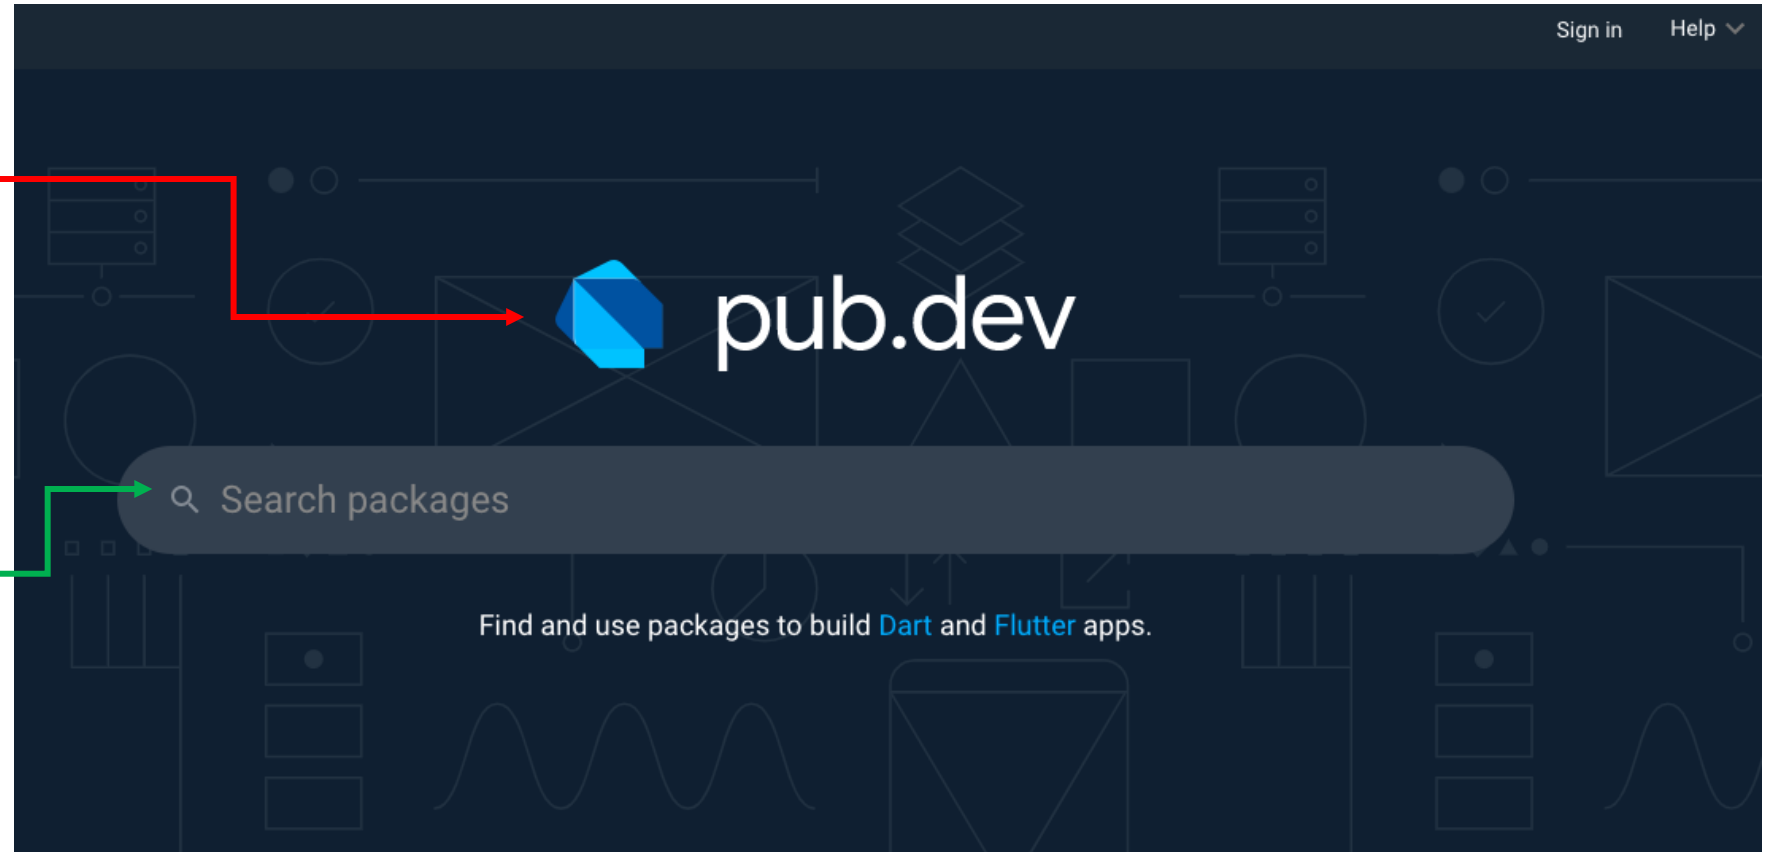 Sign in Help
pub.dev
Search packages
Find and use packages to build Dart and Flutter apps.